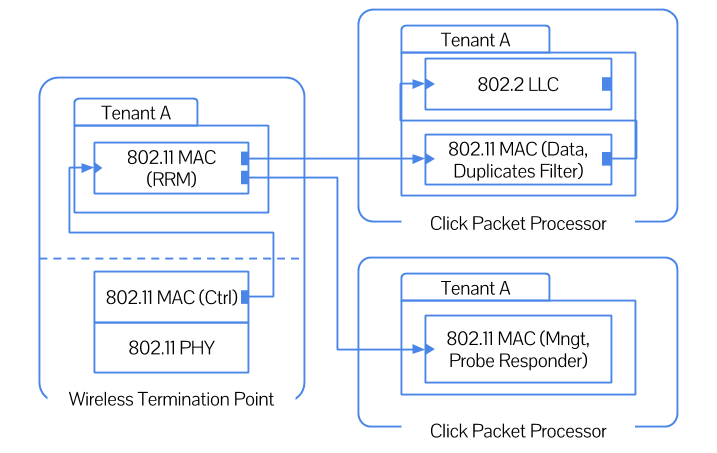 Tenant A
802.11 MAC
(RRM)
802.11 MAC (Ctrl)
802.11 PHY
Wireless Termination Point
Tenant A
802.2 LLC
802.11 MAC (Data,
Duplicates Filter)
Click Packet Processor
Tenant A
802.11 MAC (Mngt,
Probe Responder)
Click Packet Processor